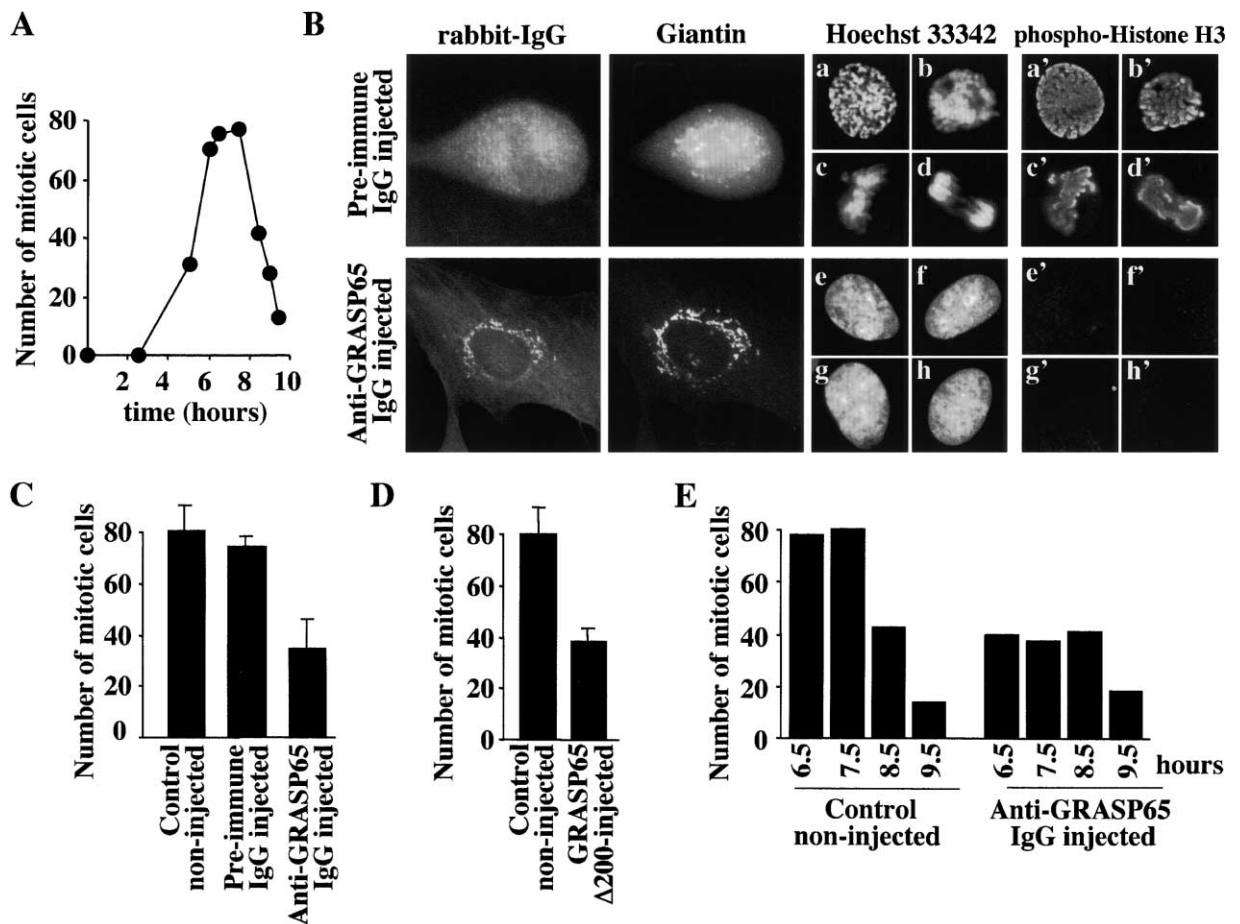 A
Number of mitotic cells
80
60
40
20
0
2 4 6 8 10
time (hours)
B
rabbit-IgG Giantin Hoechst 33342 phospho-Histone H3
Pre-immune
IgG injected
a b a' b'
c d c' d'
Anti-GRASP65
IgG injected
e f e' f'
g h g' h'
C
Number of mitotic cells
80
60
40
20
0
Control
non-injected
Pre-immune
IgG injected
Anti-GRASP65
IgG injected
D
Number of mitotic cells
80
60
40
20
0
Control
non-injected
GRASP65
Δ200-injected
E
Number of mitotic cells
80
60
40
20
0
6.5 7.5 8.5 9.5 6.5 7.5 8.5 9.5 hours
Control
non-injected
Anti-GRASP65
IgG injected